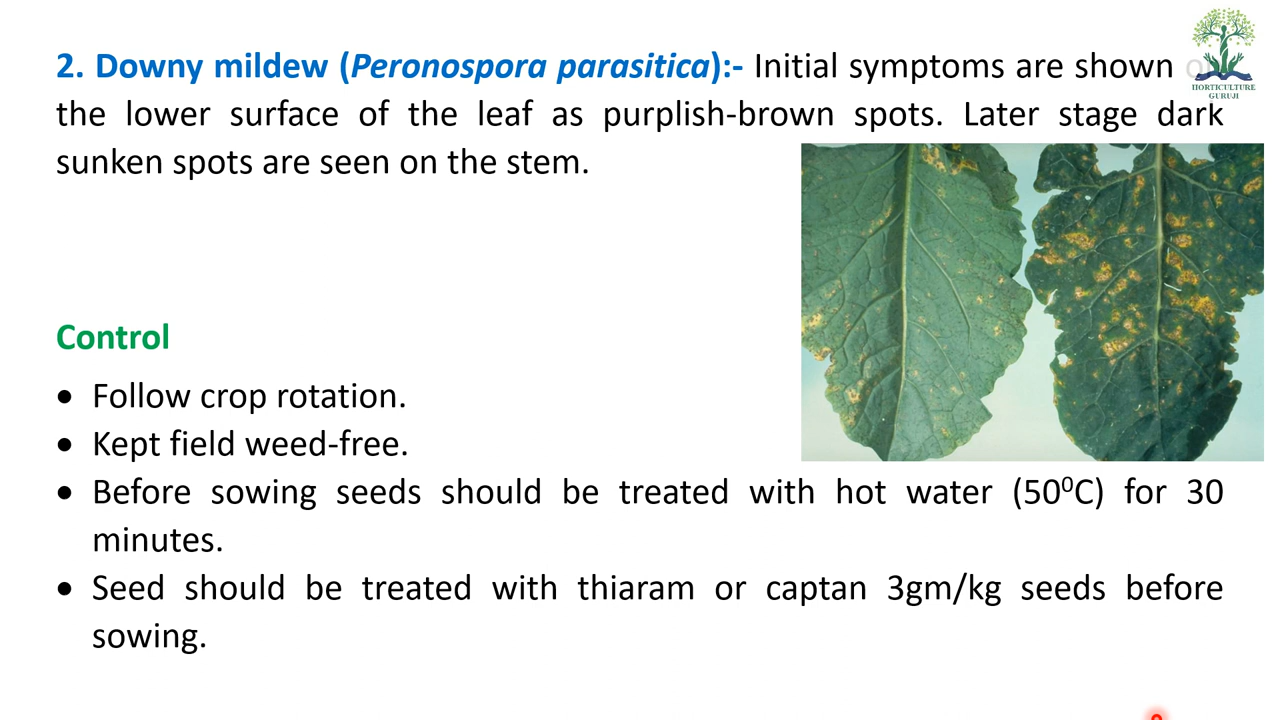 2. Downy mildew (Peronospora parasitica):- Initial symptoms are shown
the lower surface of the leaf as purplish-brown spots. Later stage dark
sunken spots are seen on the stem.
HORTICULTURE
GURUJI
Control
• Follow crop rotation.
• Kept field weed-free.
• Before sowing seeds should be treated with hot water (50⁰C) for 30
minutes.
• Seed should be treated with thiaram or captan 3gm/kg seeds before
sowing.